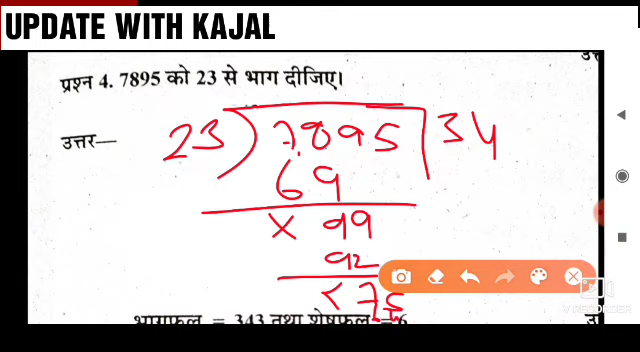 UPDATE WITH KAJAL
प्रश्न 4. 7895 को 23 से भाग दीजिए।
उत्तर—
23 ) 7895 | 34
69
× 99
92
× 75
भागफल = 343 तथा शेषफल = 6